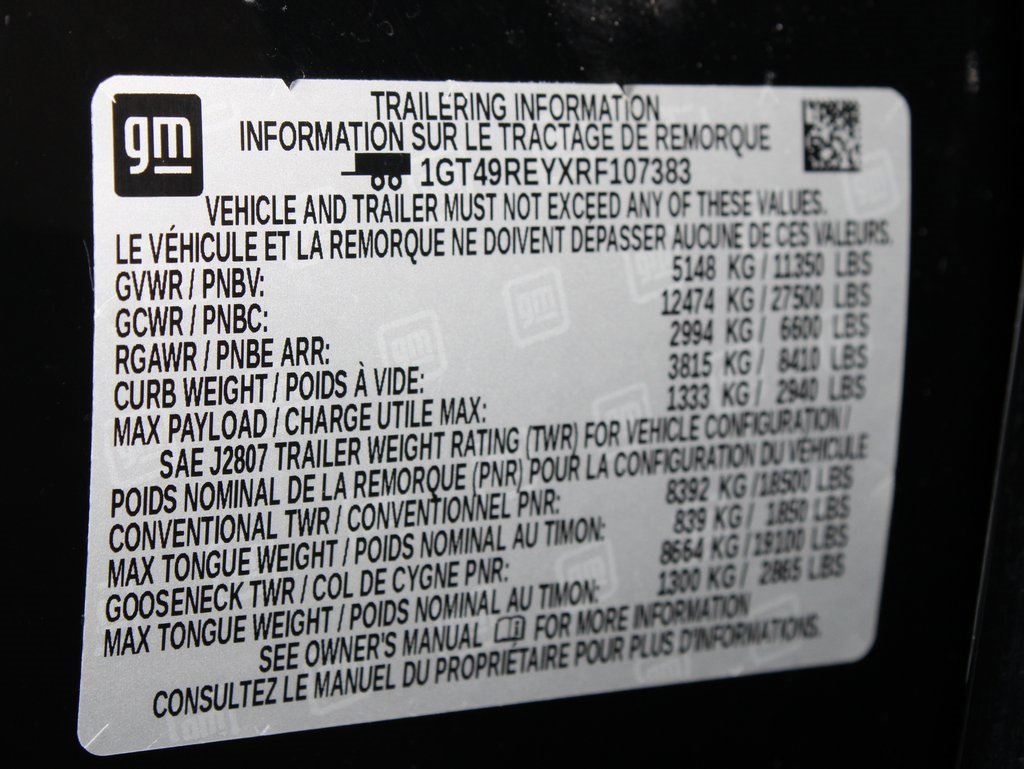 gm
TRAILERING INFORMATION
INFORMATION SUR LE TRACTAGE DE REMORQUE
1GT49REYXRF107383
VEHICLE AND TRAILER MUST NOT EXCEED ANY OF THESE VALUES.
LE VÉHICULE ET LA REMORQUE NE DOIVENT DÉPASSER AUCUNE DE CES VALEURS.
GVWR / PNBV: 5148 KG / 11350 LBS
GCWR / PNBC: 12474 KG / 27500 LBS
RGAWR / PNBE ARR: 2994 KG / 6600 LBS
CURB WEIGHT / POIDS À VIDE: 3815 KG / 8410 LBS
MAX PAYLOAD / CHARGE UTILE MAX: 1333 KG / 2940 LBS
SAE J2807 TRAILER WEIGHT RATING (TWR) FOR VEHICLE CONFIGURATION /
POIDS NOMINAL DE LA REMORQUE (PNR) POUR LA CONFIGURATION DU VÉHICULE
CONVENTIONAL TWR / CONVENTIONNEL PNR: 8392 KG / 18500 LBS
MAX TONGUE WEIGHT / POIDS NOMINAL AU TIMON: 839 KG / 1850 LBS
GOOSENECK TWR / COL DE CYGNE PNR: 8664 KG / 19100 LBS
MAX TONGUE WEIGHT / POIDS NOMINAL AU TIMON: 1300 KG / 2865 LBS
SEE OWNER'S MANUAL FOR MORE INFORMATION
CONSULTEZ LE MANUEL DU PROPRIÉTAIRE POUR PLUS D'INFORMATIONS.